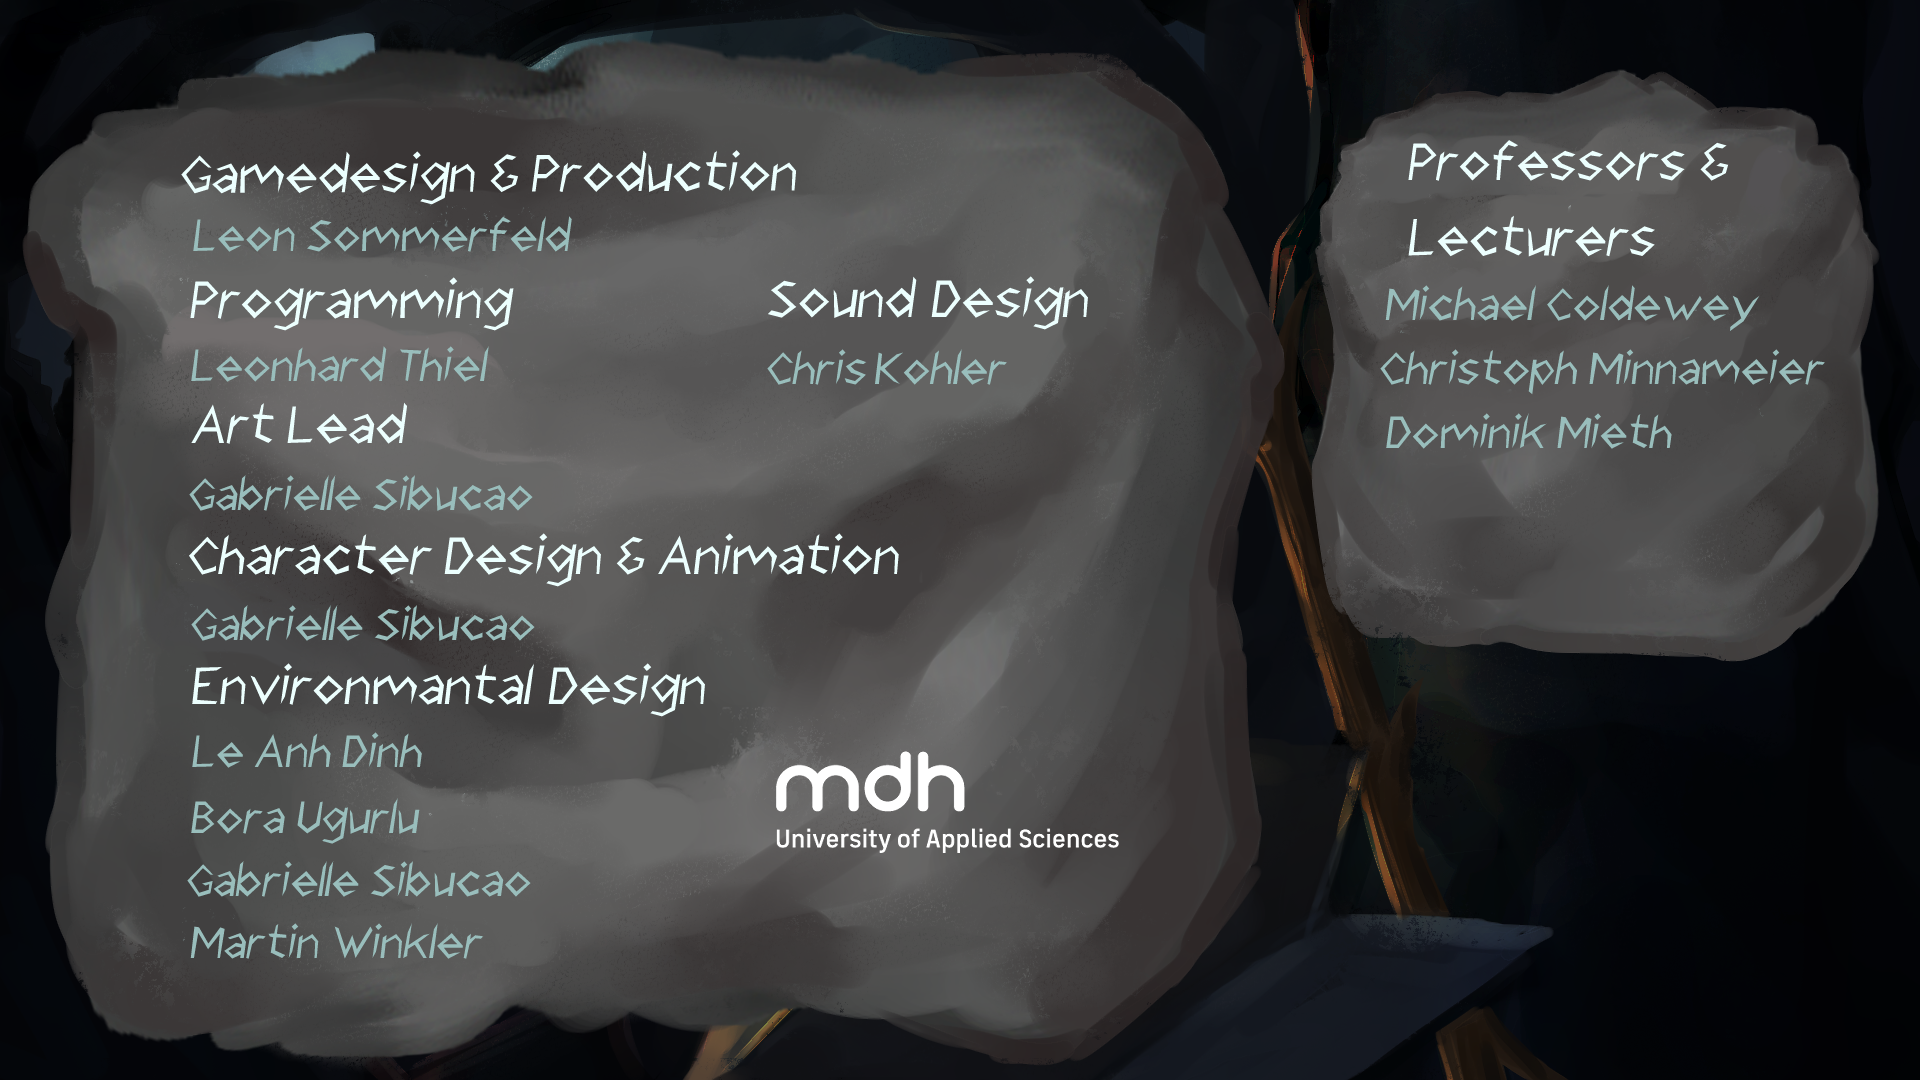 Gamedesign & Production
Leon Sommerfeld
Programming
Leonhard Thiel
Art Lead
Gabrielle Sibucao
Character Design & Animation
Gabrielle Sibucao
Environmantal Design
Le Anh Dinh
Bora Ugurlu
Gabrielle Sibucao
Martin Winkler
Sound Design
Chris Kohler
mdh
University of Applied Sciences
Professors &
Lecturers
Michael Coldewey
Christoph Minnameier
Dominik Mieth